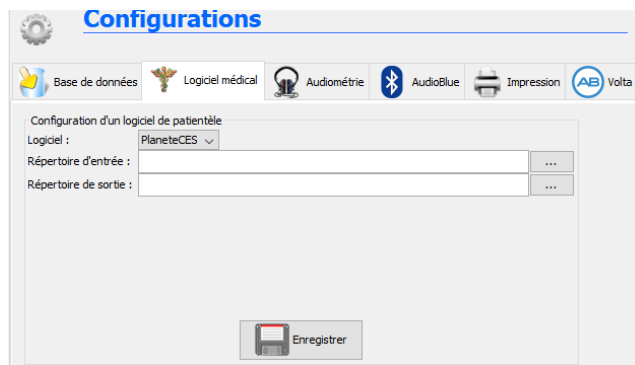 Configurations
Base de données Logiciel médical Audiométrie AudioBlue Impression AB Volta
Configuration d'un logiciel de patientèle
Logiciel : PlaneteCES
Répertoire d'entrée : ...
Répertoire de sortie : ...
Enregistrer